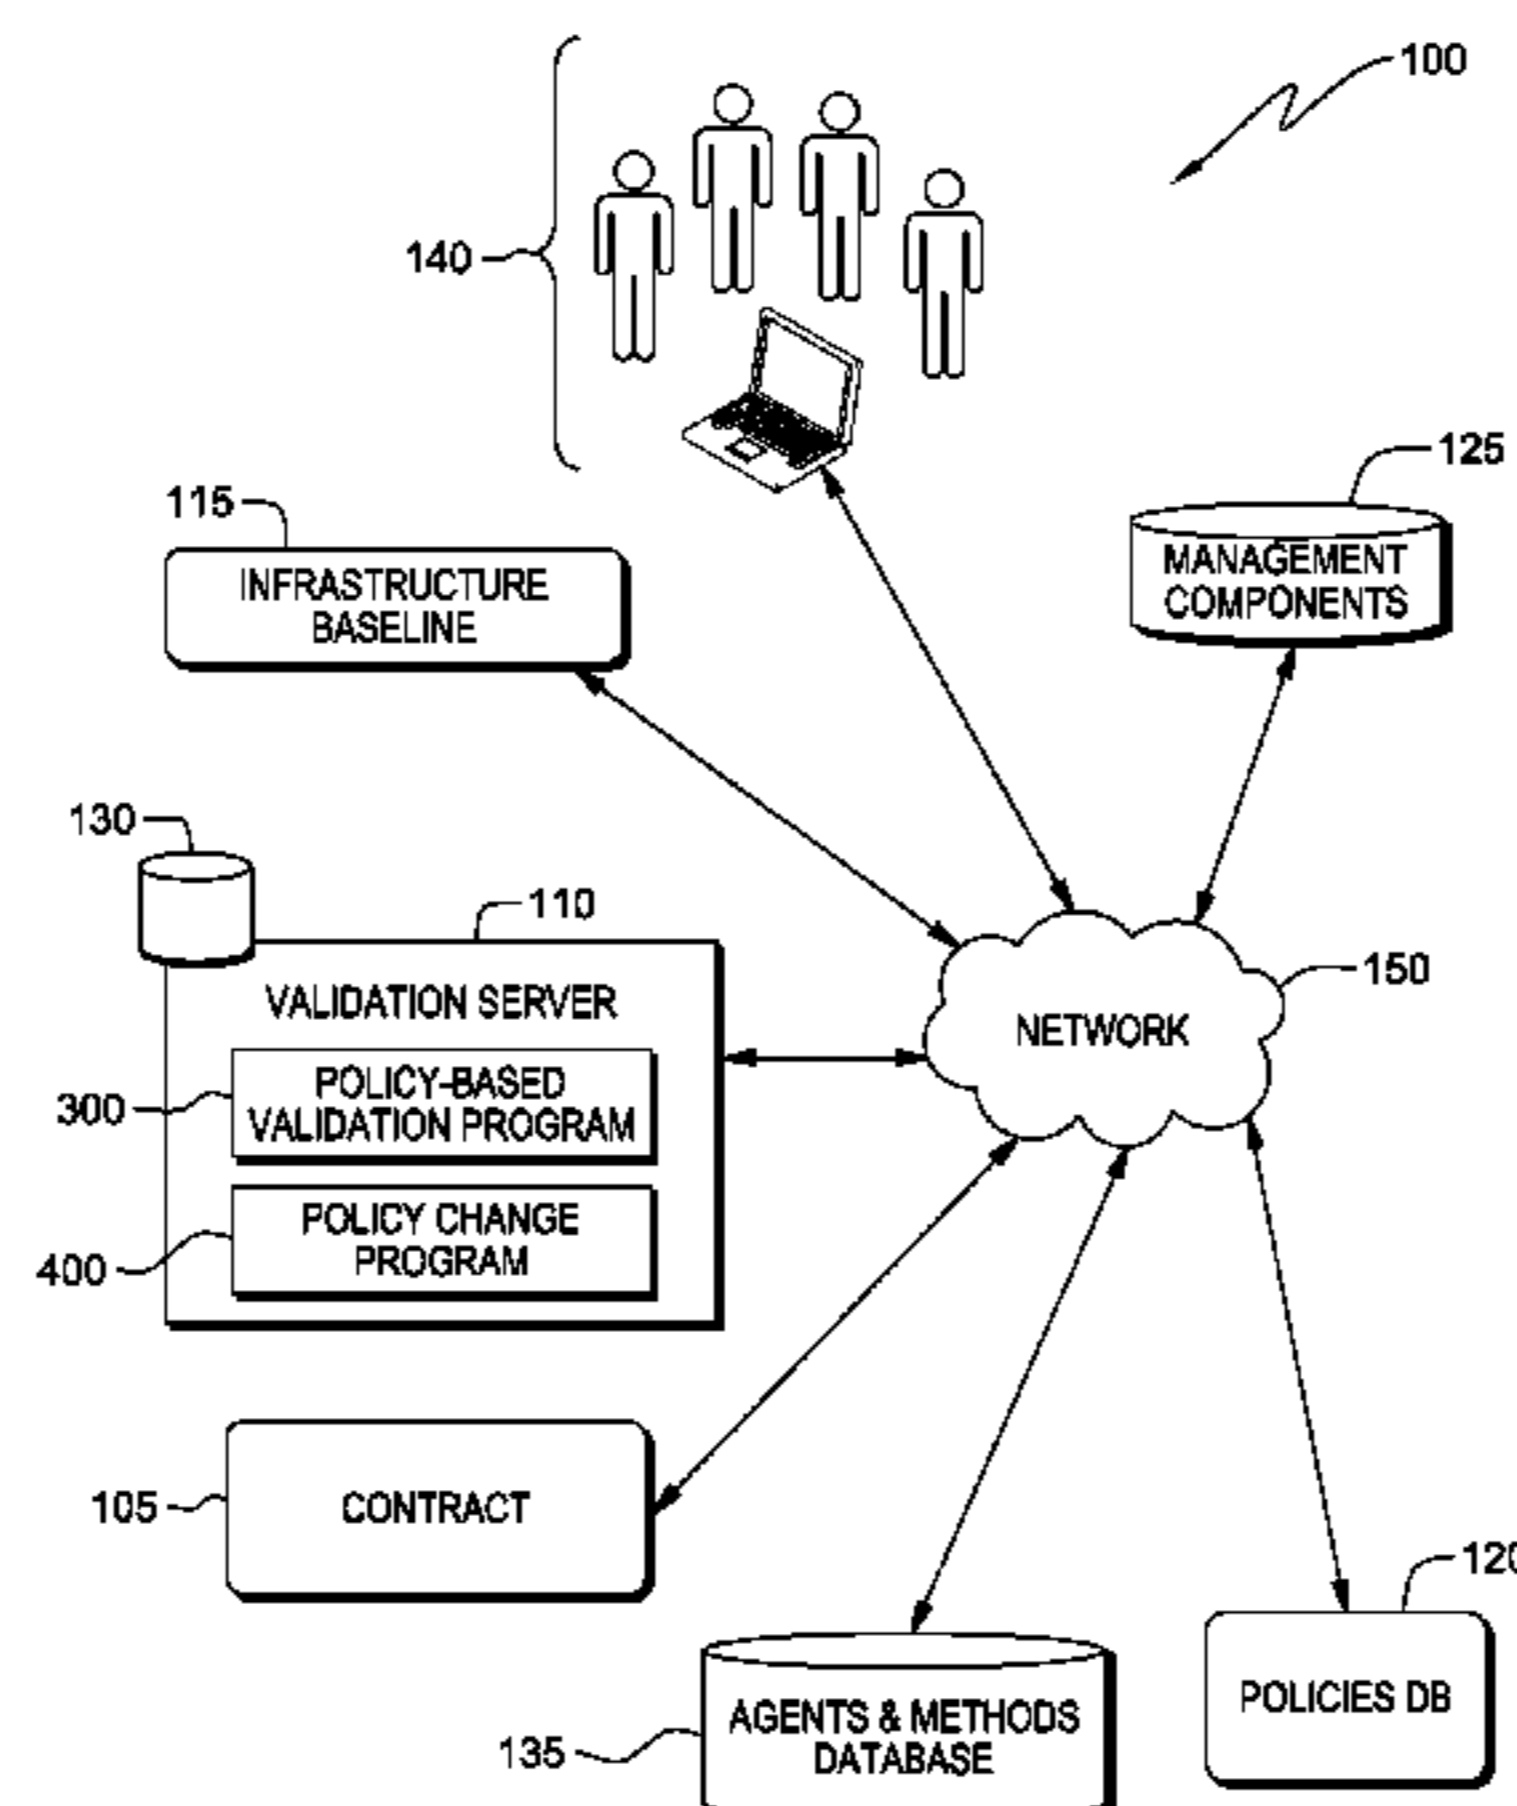 100
140
125
115
MANAGEMENT
COMPONENTS
INFRASTRUCTURE
BASELINE
130
110
150
VALIDATION SERVER
NETWORK
300
POLICY-BASED
VALIDATION PROGRAM
400
POLICY CHANGE
PROGRAM
105
CONTRACT
120
POLICIES DB
135
AGENTS & METHODS
DATABASE